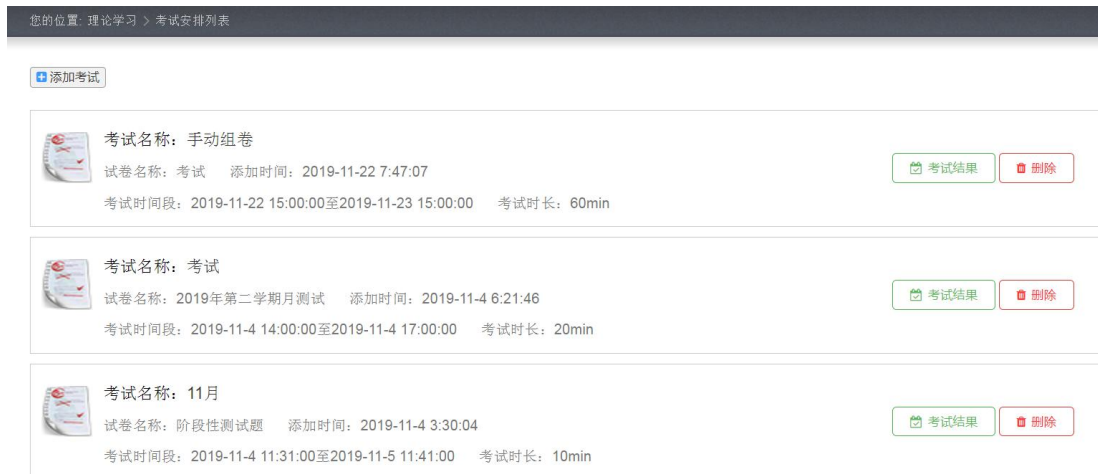 您的位置: 理论学习 > 考试安排列表
添加考试
考试名称：手动组卷
试卷名称：考试 添加时间：2019-11-22 7:47:07
考试时间段：2019-11-22 15:00:00至2019-11-23 15:00:00 考试时长：60min
考试结果 删除
考试名称：考试
试卷名称：2019年第二学期月测试 添加时间：2019-11-4 6:21:46
考试时间段：2019-11-4 14:00:00至2019-11-4 17:00:00 考试时长：20min
考试结果 删除
考试名称：11月
试卷名称：阶段性测试题 添加时间：2019-11-4 3:30:04
考试时间段：2019-11-4 11:31:00至2019-11-5 11:41:00 考试时长：10min
考试结果 删除